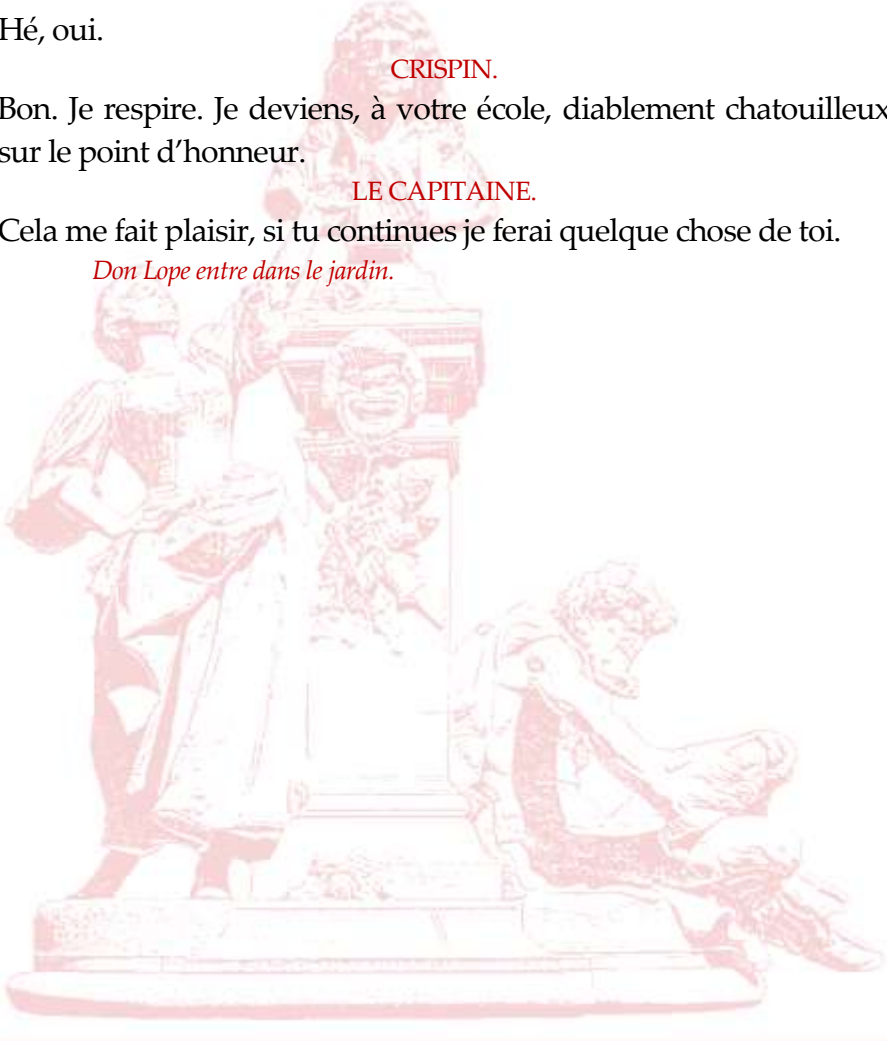 Hé, oui.
CRISPIN.
Bon. Je respire. Je deviens, à votre école, diablement chatouilleux
sur le point d’honneur.
LE CAPITAINE.
Cela me fait plaisir, si tu continues je ferai quelque chose de toi.
Don Lope entre dans le jardin.